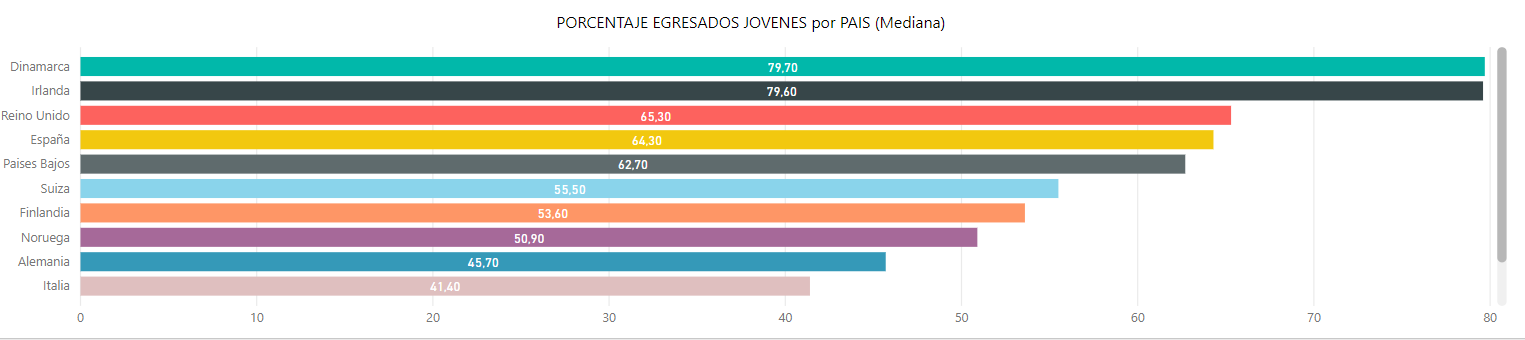 PORCENTAJE EGRESADOS JOVENES por PAIS (Mediana)
Dinamarca 79,70
Irlanda 79,60
Reino Unido 65,30
España 64,30
Paises Bajos 62,70
Suiza 55,50
Finlandia 53,60
Noruega 50,90
Alemania 45,70
Italia 41,40
0 10 20 30 40 50 60 70 80